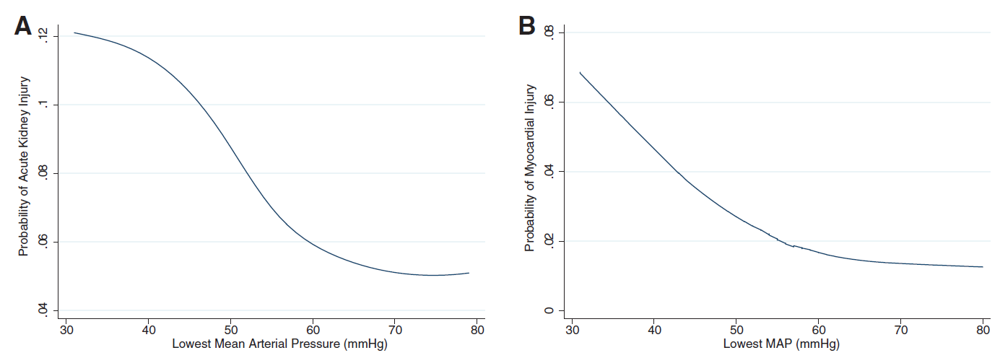 A
Probability of Acute Kidney Injury
.12
.1
.08
.06
.04
30 40 50 60 70 80
Lowest Mean Arterial Pressure (mmHg)
B
Probability of Myocardial Injury
.08
.06
.04
.02
0
30 40 50 60 70 80
Lowest MAP (mmHg)